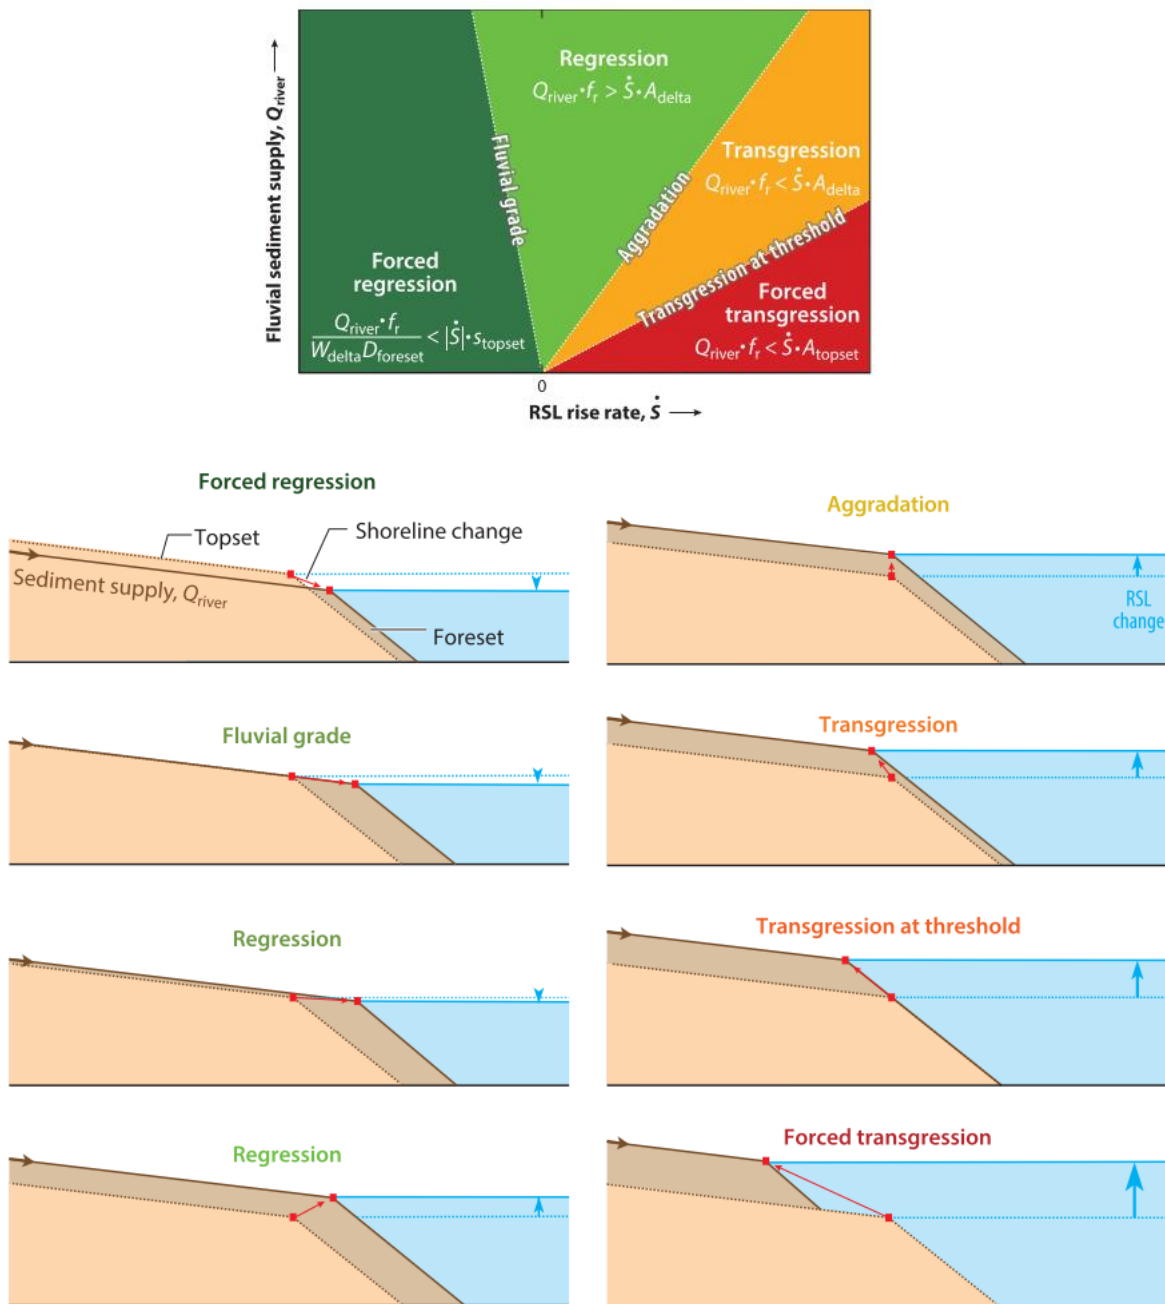 Fluvial sediment supply, Q_river →
Regression
Q_river • f_r > Ṡ • A_delta
Fluvial grade
Aggradation
Transgression
Q_river • f_r < Ṡ • A_delta
Transgression at threshold
Forced
regression
Q_river • f_r
W_delta D_foreset
< |Ṡ| • s_topset
Forced
transgression
Q_river • f_r < Ṡ • A_topset
0
RSL rise rate, Ṡ →
Forced regression
Topset
Shoreline change
Sediment supply, Q_river
Foreset
Aggradation
RSL
change
Fluvial grade
Transgression
Regression
Transgression at threshold
Regression
Forced transgression